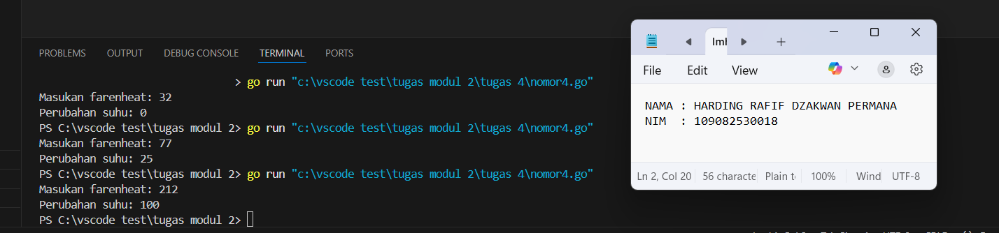 PROBLEMS OUTPUT DEBUG CONSOLE TERMINAL PORTS
> go run "c:\vscode test\tugas modul 2\tugas 4\nomor4.go"
Masukan farenheat: 32
Perubahan suhu: 0
PS C:\vscode test\tugas modul 2> go run "c:\vscode test\tugas modul 2\tugas 4\nomor4.go"
Masukan farenheat: 77
Perubahan suhu: 25
PS C:\vscode test\tugas modul 2> go run "c:\vscode test\tugas modul 2\tugas 4\nomor4.go"
Masukan farenheat: 212
Perubahan suhu: 100
PS C:\vscode test\tugas modul 2>
File Edit View
NAMA : HARDING RAFIF DZAKWAN PERMANA
NIM : 109082530018
Ln 2, Col 20 56 characte Plain t 100% Wind UTF-8